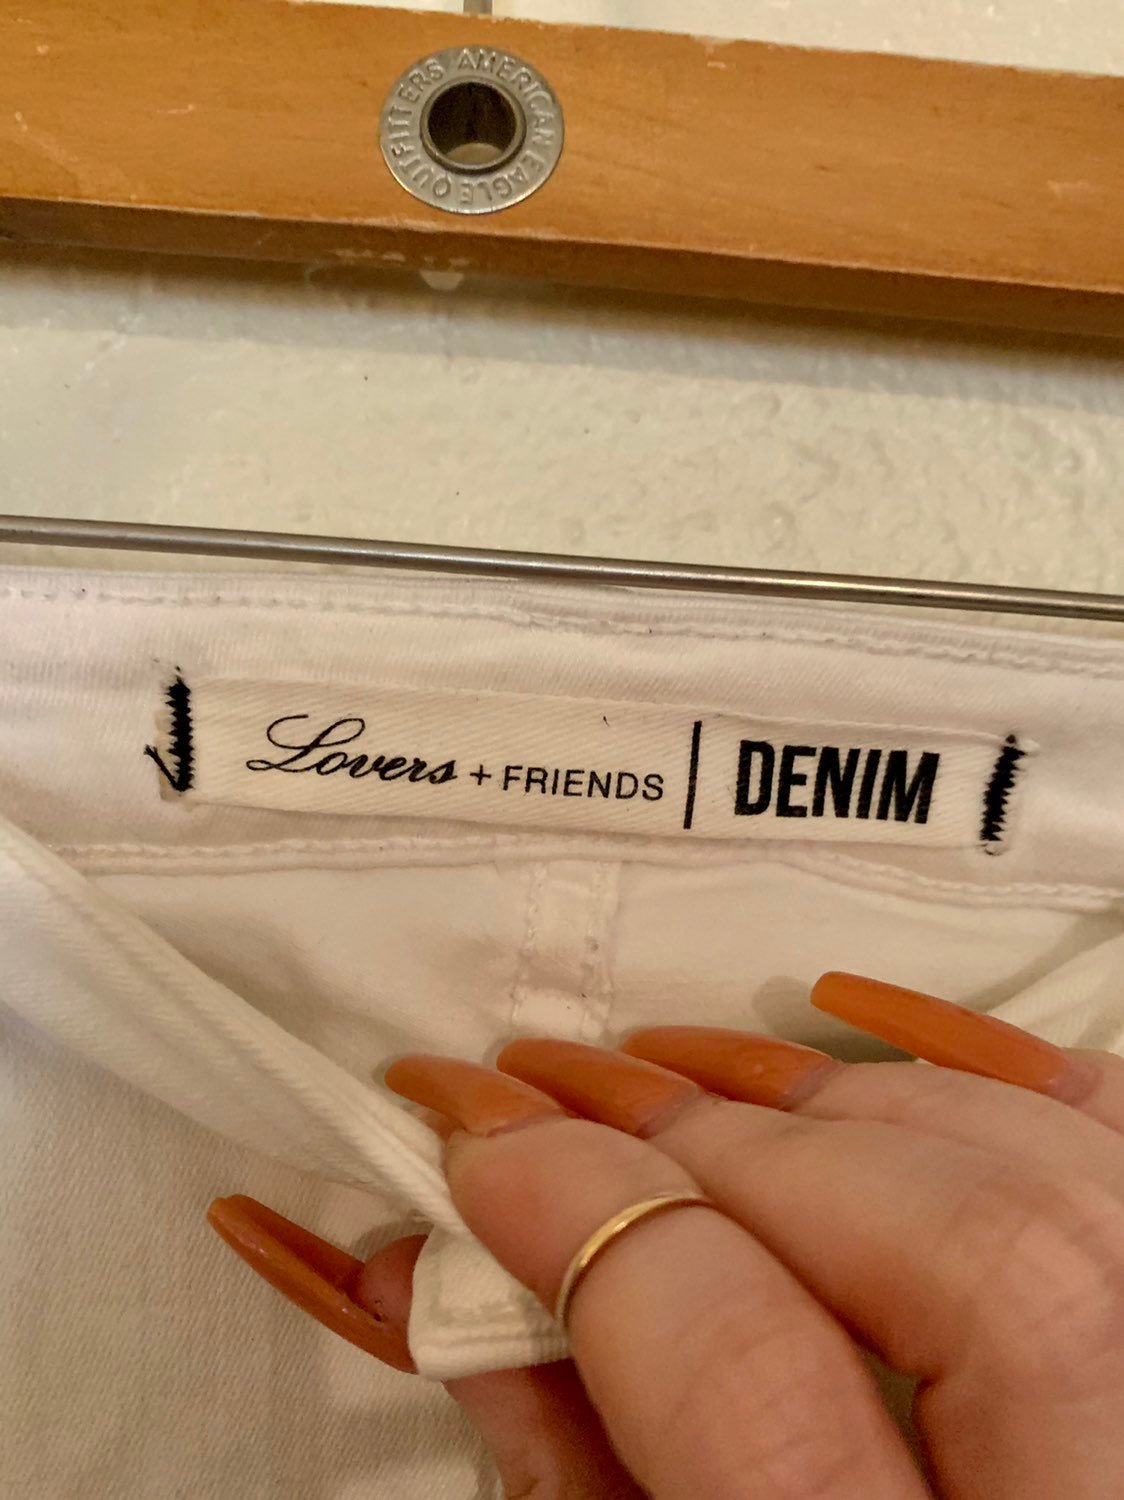 AMERICAN EAGLE OUTFITTERS
Lovers + FRIENDS | DENIM